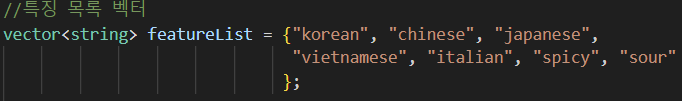 //특징 목록 벡터
vector<string> featureList = {"korean", "chinese", "japanese",
"vietnamese", "italian", "spicy", "sour"
};